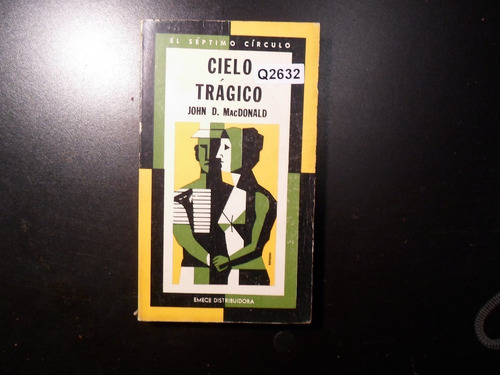 EL SÉPTIMO CÍRCULO
CIELO
Q2632
TRÁGICO
JOHN D. MACDONALD
EMECE DISTRIBUIDORA